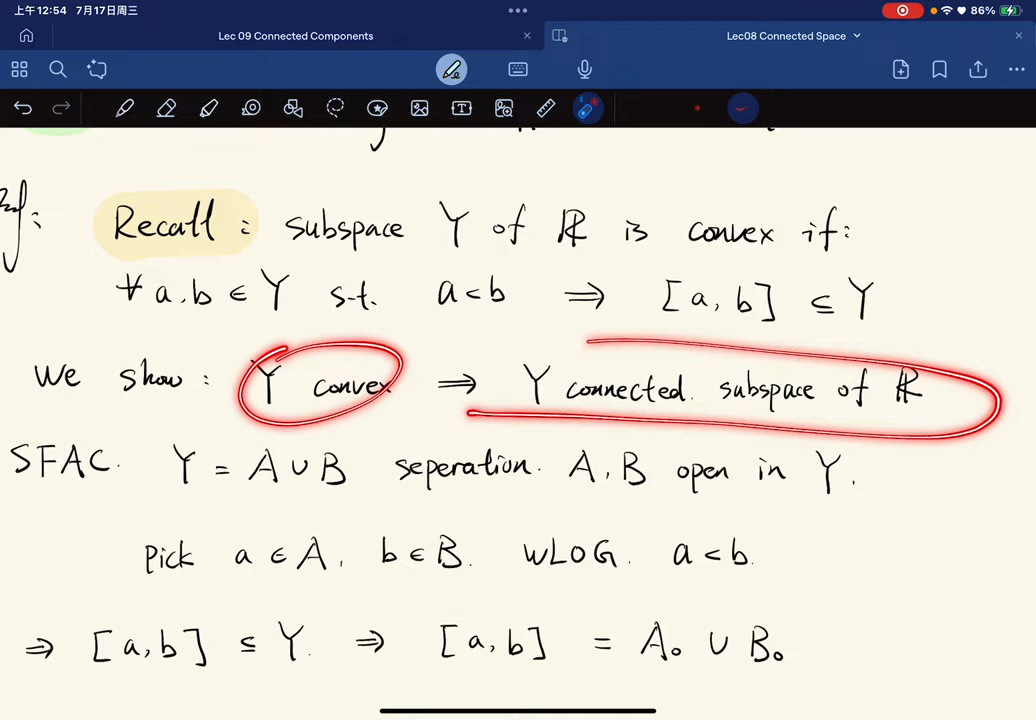 上午12:54 7月17日周三
86%
Lec 09 Connected Components
Lec08 Connected Space
Recall: subspace Y of ℝ is convex if:
∀ a,b ∈ Y s.t. a<b ⟹ [a, b] ⊆ Y
We show: Y convex ⟹ Y connected subspace of ℝ
SFAC. Y = A ∪ B seperation. A, B open in Y.
Pick a ∈ A, b ∈ B. WLOG. a < b.
⇒ [a, b] ⊆ Y. ⇒ [a, b] = A₀ ∪ B₀